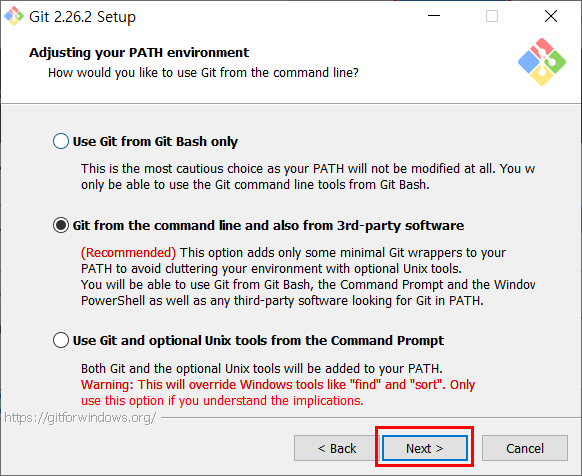 Git 2.26.2 Setup
Adjusting your PATH environment
How would you like to use Git from the command line?
Use Git from Git Bash only
This is the most cautious choice as your PATH will not be modified at all. You w
only be able to use the Git command line tools from Git Bash.
Git from the command line and also from 3rd-party software
(Recommended) This option adds only some minimal Git wrappers to your
PATH to avoid cluttering your environment with optional Unix tools.
You will be able to use Git from Git Bash, the Command Prompt and the Window
PowerShell as well as any third-party software looking for Git in PATH.
Use Git and optional Unix tools from the Command Prompt
Both Git and the optional Unix tools will be added to your PATH.
Warning: This will override Windows tools like "find" and "sort". Only
use this option if you understand the implications.
https://gitforwindows.org/
< Back
Next >
Cancel